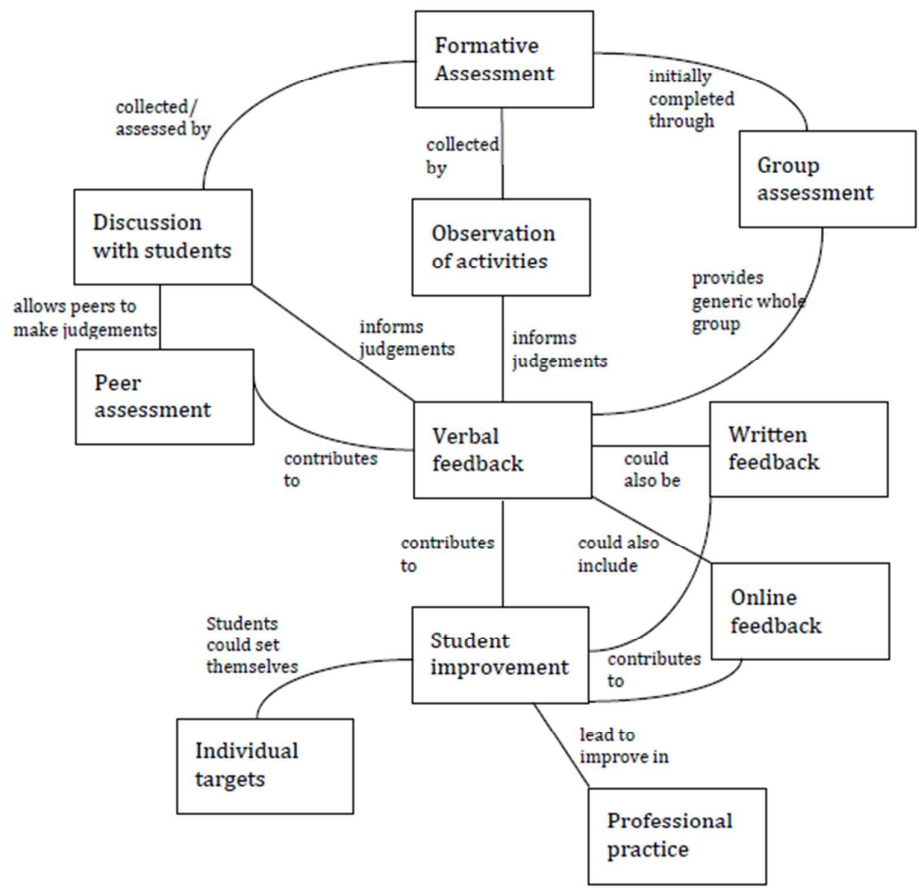 Formative
Assessment
initially
completed
through
collected/
assessed by
collected
by
Group
assessment
Discussion
with students
Observation
of activities
provides
generic whole
group
allows peers to
make judgements
informs
judgements
informs
judgements
Peer
assessment
Verbal
feedback
Written
feedback
contributes
to
could
also be
contributes
to
could also
include
Online
feedback
Students
could set
themselves
Student
improvement
contributes
to
Individual
targets
lead to
improve in
Professional
practice